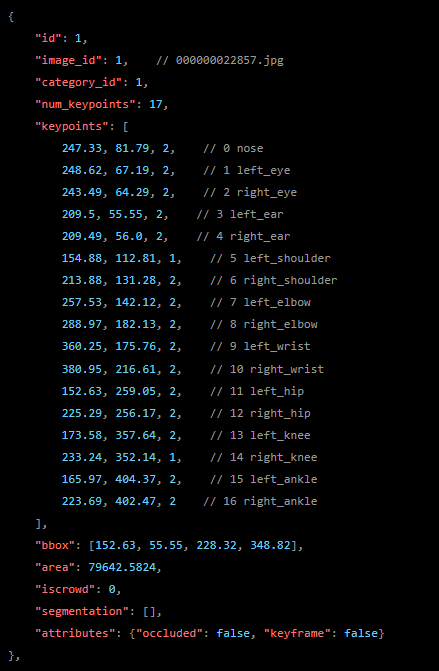 {
"id": 1,
"image_id": 1, // 000000022857.jpg
"category_id": 1,
"num_keypoints": 17,
"keypoints": [
247.33, 81.79, 2, // 0 nose
248.62, 67.19, 2, // 1 left_eye
243.49, 64.29, 2, // 2 right_eye
209.5, 55.55, 2, // 3 left_ear
209.49, 56.0, 2, // 4 right_ear
154.88, 112.81, 1, // 5 left_shoulder
213.88, 131.28, 2, // 6 right_shoulder
257.53, 142.12, 2, // 7 left_elbow
288.97, 182.13, 2, // 8 right_elbow
360.25, 175.76, 2, // 9 left_wrist
380.95, 216.61, 2, // 10 right_wrist
152.63, 259.05, 2, // 11 left_hip
225.29, 256.17, 2, // 12 right_hip
173.58, 357.64, 2, // 13 left_knee
233.24, 352.14, 1, // 14 right_knee
165.97, 404.37, 2, // 15 left_ankle
223.69, 402.47, 2 // 16 right_ankle
],
"bbox": [152.63, 55.55, 228.32, 348.82],
"area": 79642.5824,
"iscrowd": 0,
"segmentation": [],
"attributes": {"occluded": false, "keyframe": false}
},